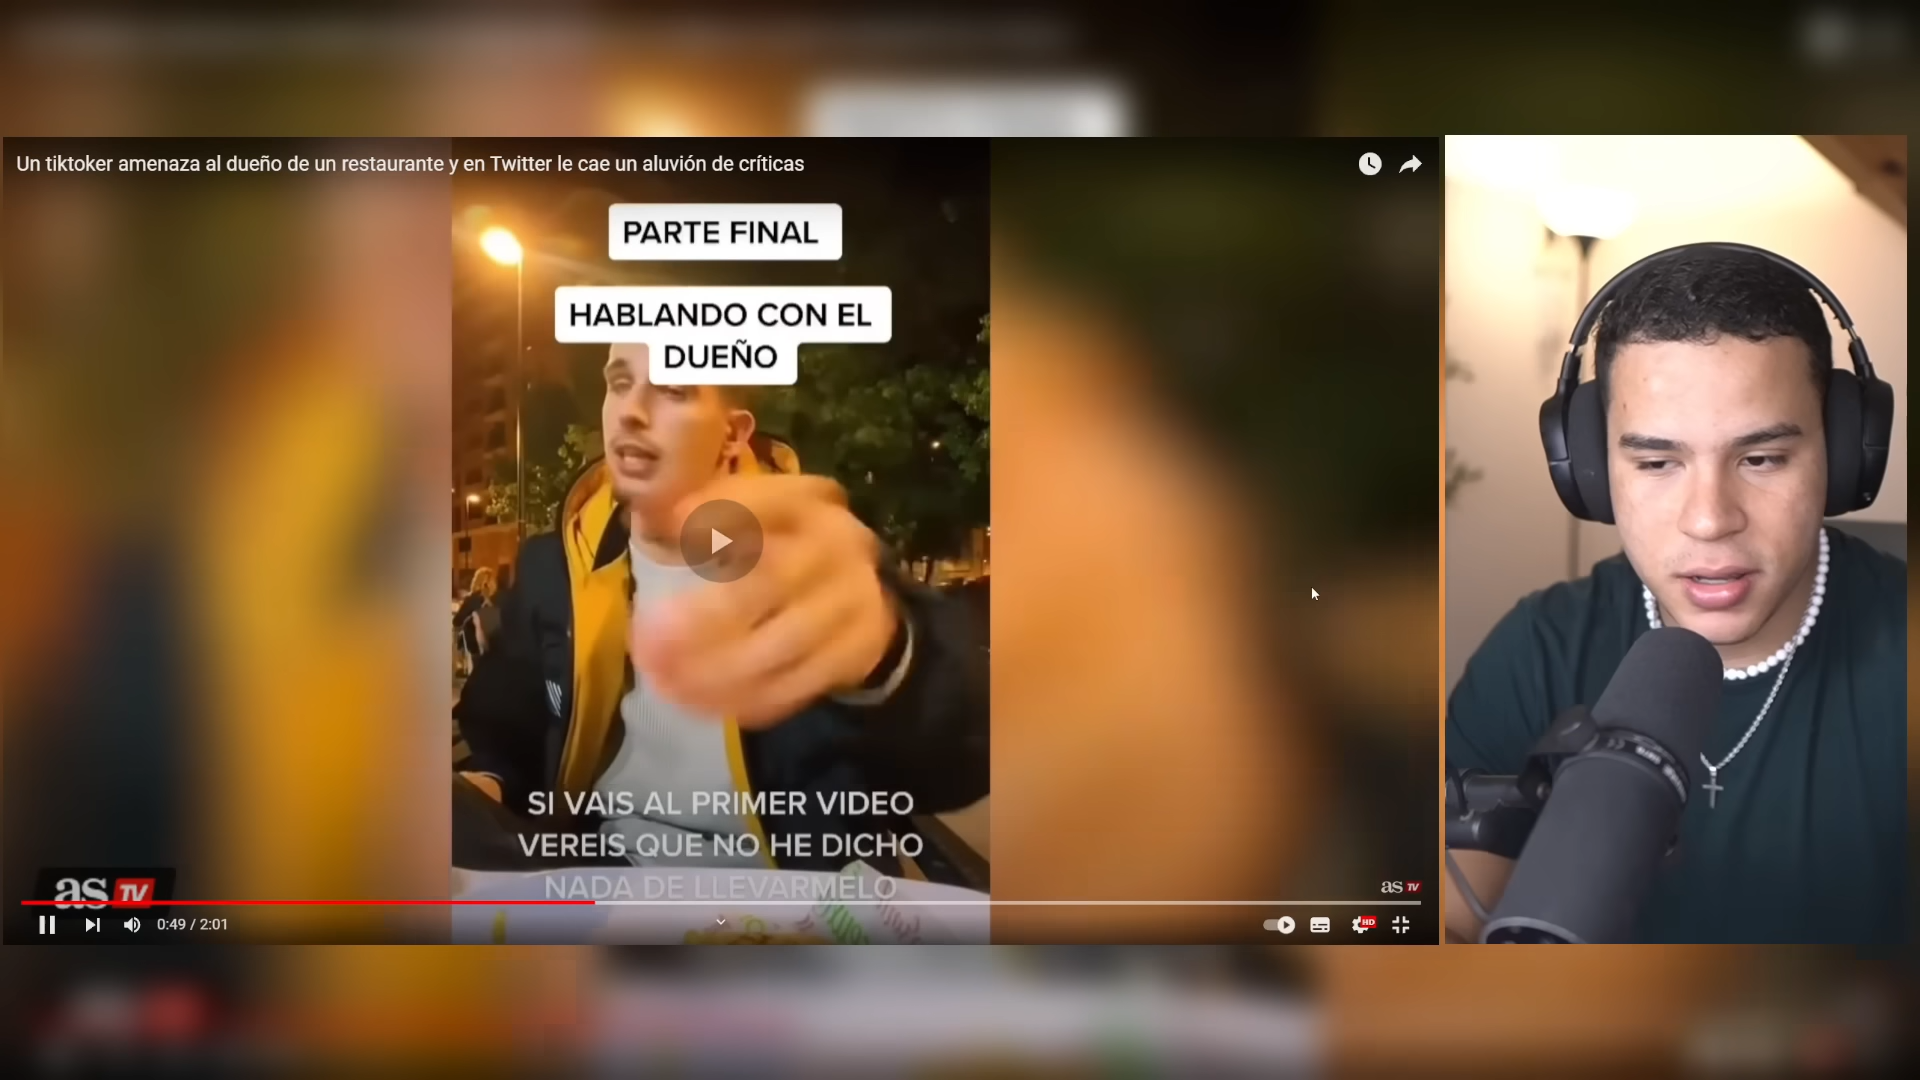 Un tiktoker amenaza al dueño de un restaurante y en Twitter le cae un aluvión de críticas
PARTE FINAL
HABLANDO CON EL
DUEÑO
SI VAIS AL PRIMER VIDEO
VEREIS QUE NO HE DICHO
NADA DE LLEVARMELO
as TV
as TV
0:49 / 2:01
HD